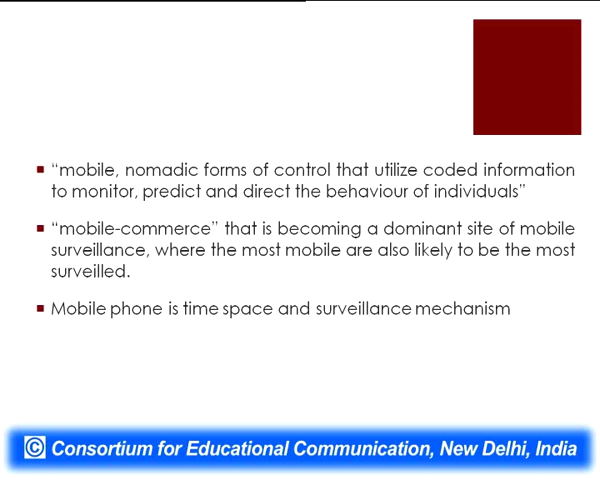 “mobile, nomadic forms of control that utilize coded information
to monitor, predict and direct the behaviour of individuals”
“mobile-commerce” that is becoming a dominant site of mobile
surveillance, where the most mobile are also likely to be the most
surveilled.
Mobile phone is time space and surveillance mechanism
© Consortium for Educational Communication, New Delhi, India